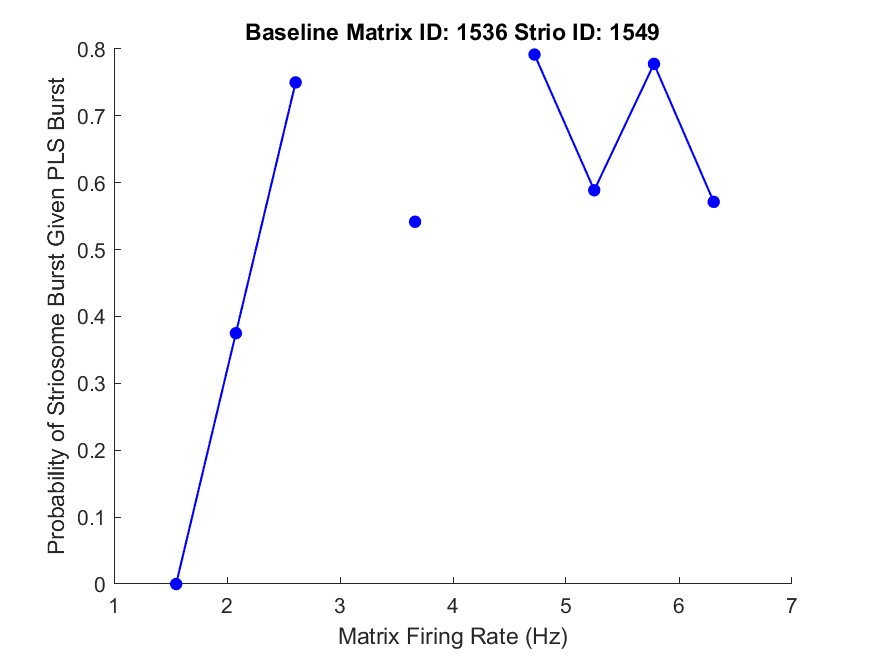 Baseline Matrix ID: 1536 Strio ID: 1549
Probability of Striosome Burst Given PLS Burst
0.8
0.7
0.6
0.5
0.4
0.3
0.2
0.1
0
1 2 3 4 5 6 7
Matrix Firing Rate (Hz)